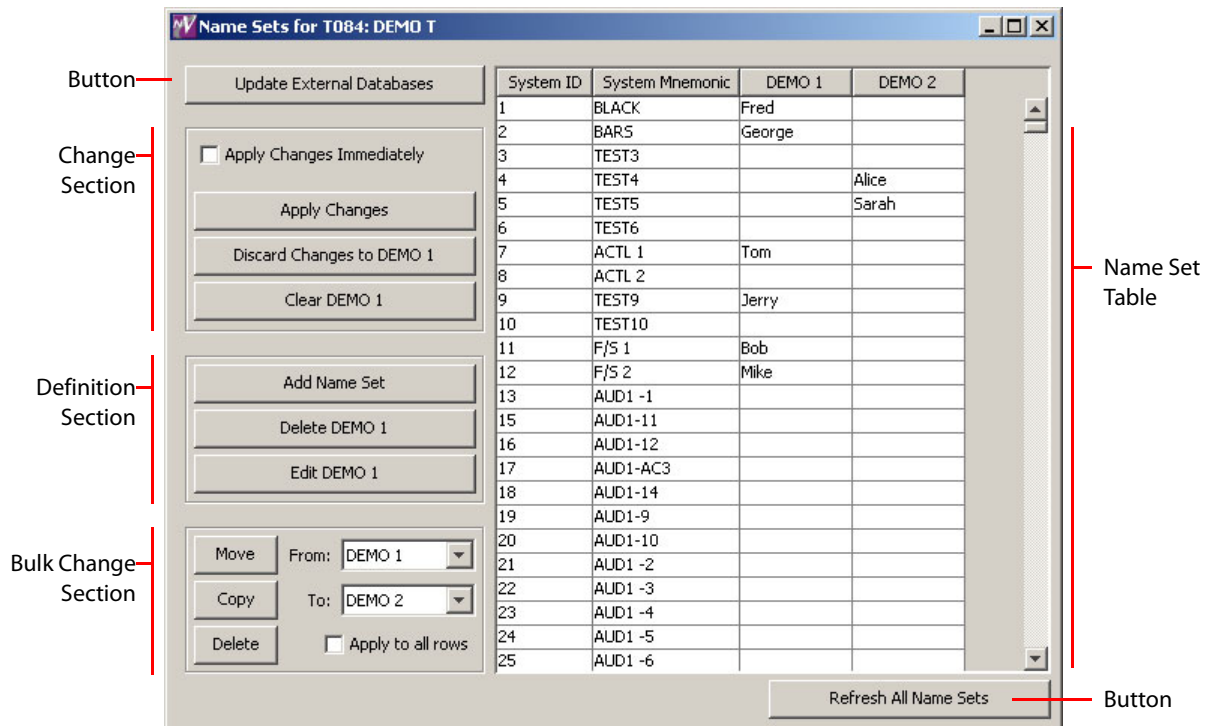 Name Sets for T084: DEMO T
Button
Update External Databases
Change
Section
Apply Changes Immediately
Apply Changes
Discard Changes to DEMO 1
Clear DEMO 1
Definition
Section
Add Name Set
Delete DEMO 1
Edit DEMO 1
Bulk Change
Section
Move From: DEMO 1
Copy To: DEMO 2
Delete Apply to all rows
System ID System Mnemonic DEMO 1 DEMO 2
1 BLACK Fred
2 BARS George
3 TEST3
4 TEST4 Alice
5 TEST5 Sarah
6 TEST6
7 ACTL 1 Tom
8 ACTL 2
9 TEST9 Jerry
10 TEST10
11 F/S 1 Bob
12 F/S 2 Mike
13 AUD1 -1
15 AUD1-11
16 AUD1-12
17 AUD1-AC3
18 AUD1-14
19 AUD1-9
20 AUD1-10
21 AUD1 -2
22 AUD1 -3
23 AUD1 -4
24 AUD1 -5
25 AUD1 -6
Name Set
Table
Refresh All Name Sets
Button